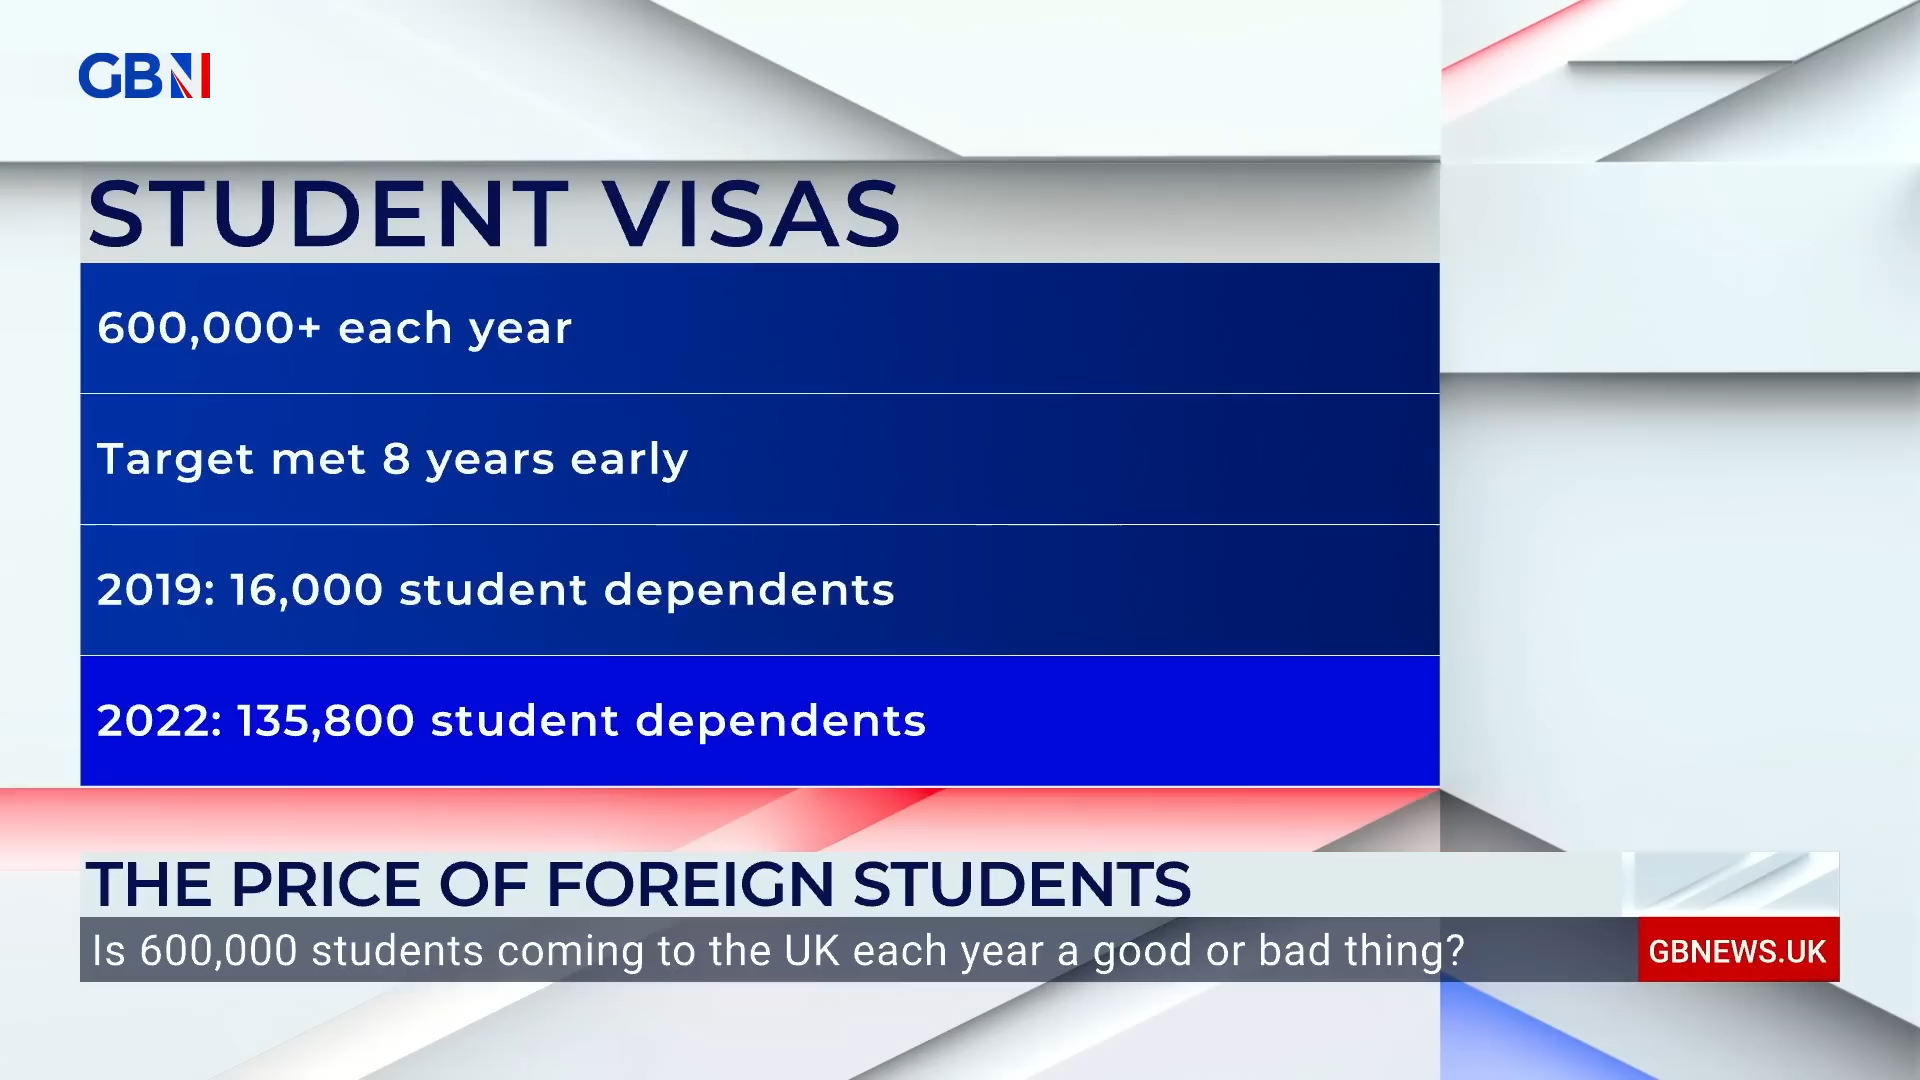 GBN
STUDENT VISAS
600,000+ each year
Target met 8 years early
2019: 16,000 student dependents
2022: 135,800 student dependents
THE PRICE OF FOREIGN STUDENTS
Is 600,000 students coming to the UK each year a good or bad thing?
GBNEWS.UK